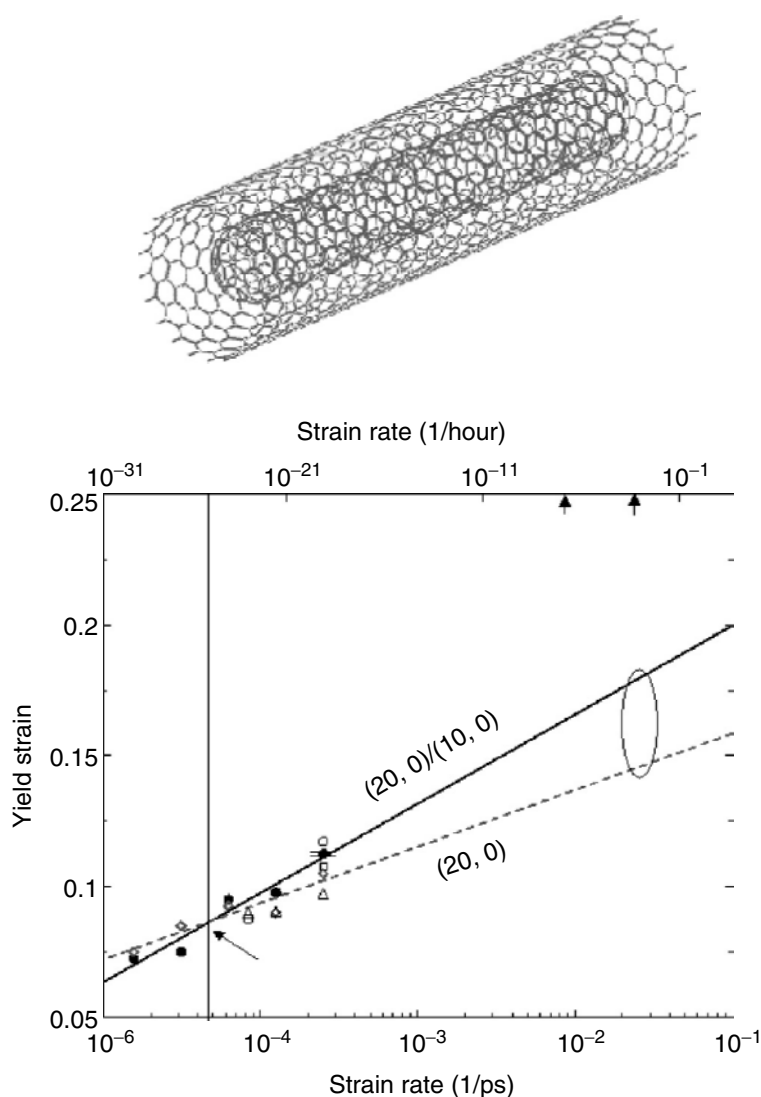 Strain rate (1/hour)
10⁻³¹ 10⁻²¹ 10⁻¹¹ 10⁻¹
0.25
0.2
0.15
0.1
0.05
Yield strain
(20, 0)/(10, 0)
(20, 0)
10⁻⁶ 10⁻⁴ 10⁻³ 10⁻² 10⁻¹
Strain rate (1/ps)